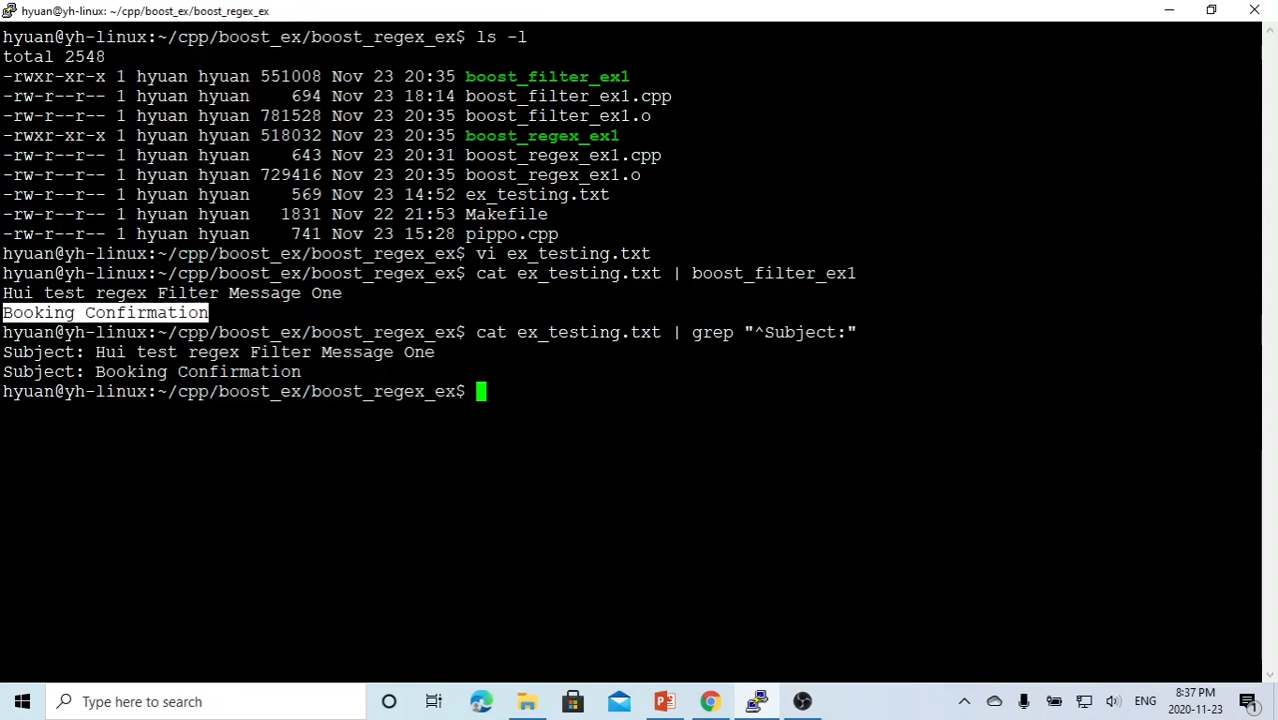 hyuan@yh-linux: ~/cpp/boost_ex/boost_regex_ex
hyuan@yh-linux:~/cpp/boost_ex/boost_regex_ex$ ls -l
total 2548
-rwxr-xr-x 1 hyuan hyuan 551008 Nov 23 20:35 boost_filter_ex1
-rw-r--r-- 1 hyuan hyuan    694 Nov 23 18:14 boost_filter_ex1.cpp
-rw-r--r-- 1 hyuan hyuan 781528 Nov 23 20:35 boost_filter_ex1.o
-rwxr-xr-x 1 hyuan hyuan 518032 Nov 23 20:35 boost_regex_ex1
-rw-r--r-- 1 hyuan hyuan    643 Nov 23 20:31 boost_regex_ex1.cpp
-rw-r--r-- 1 hyuan hyuan 729416 Nov 23 20:35 boost_regex_ex1.o
-rw-r--r-- 1 hyuan hyuan    569 Nov 23 14:52 ex_testing.txt
-rw-r--r-- 1 hyuan hyuan   1831 Nov 22 21:53 Makefile
-rw-r--r-- 1 hyuan hyuan    741 Nov 23 15:28 pippo.cpp
hyuan@yh-linux:~/cpp/boost_ex/boost_regex_ex$ vi ex_testing.txt
hyuan@yh-linux:~/cpp/boost_ex/boost_regex_ex$ cat ex_testing.txt | boost_filter_ex1
Hui test regex Filter Message One
Booking Confirmation
hyuan@yh-linux:~/cpp/boost_ex/boost_regex_ex$ cat ex_testing.txt | grep "^Subject:"
Subject: Hui test regex Filter Message One
Subject: Booking Confirmation
hyuan@yh-linux:~/cpp/boost_ex/boost_regex_ex$
Type here to search
ENG
8:37 PM
2020-11-23
1